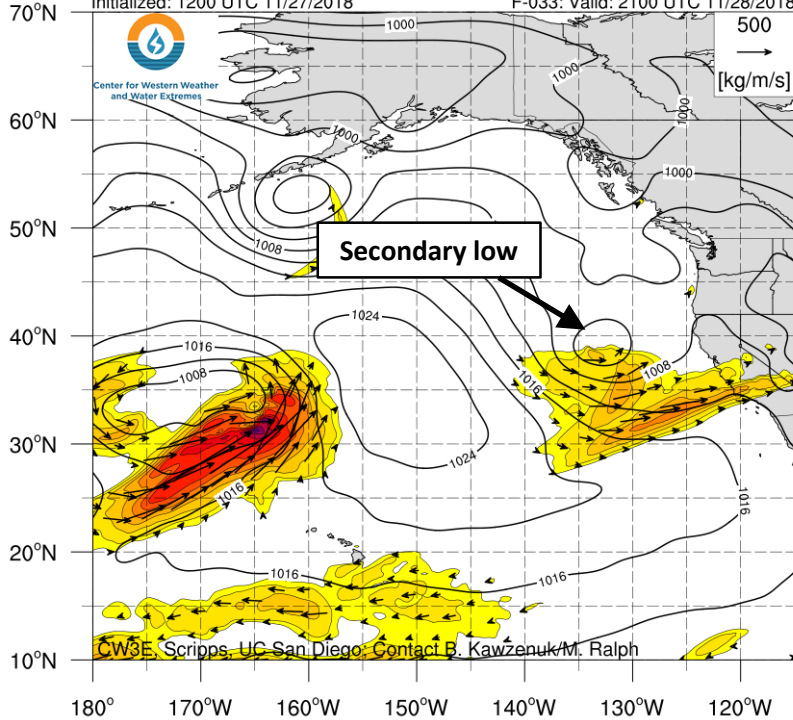 Initialized: 1200 UTC 11/27/2018 F-033: Valid: 2100 UTC 11/28/2018
70°N
500
[kg/m/s]
Center for Western Weather
and Water Extremes
1000
1000
1000
60°N
1000
1000
50°N
1008
Secondary low
40°N
1016
1024
1008
1016
1008
30°N
1024
1016
1016
20°N
1016
1016
10°N
CW3E, Scripps, UC San Diego; Contact B. Kawzenuk/M. Ralph
180° 170°W 160°W 150°W 140°W 130°W 120°W